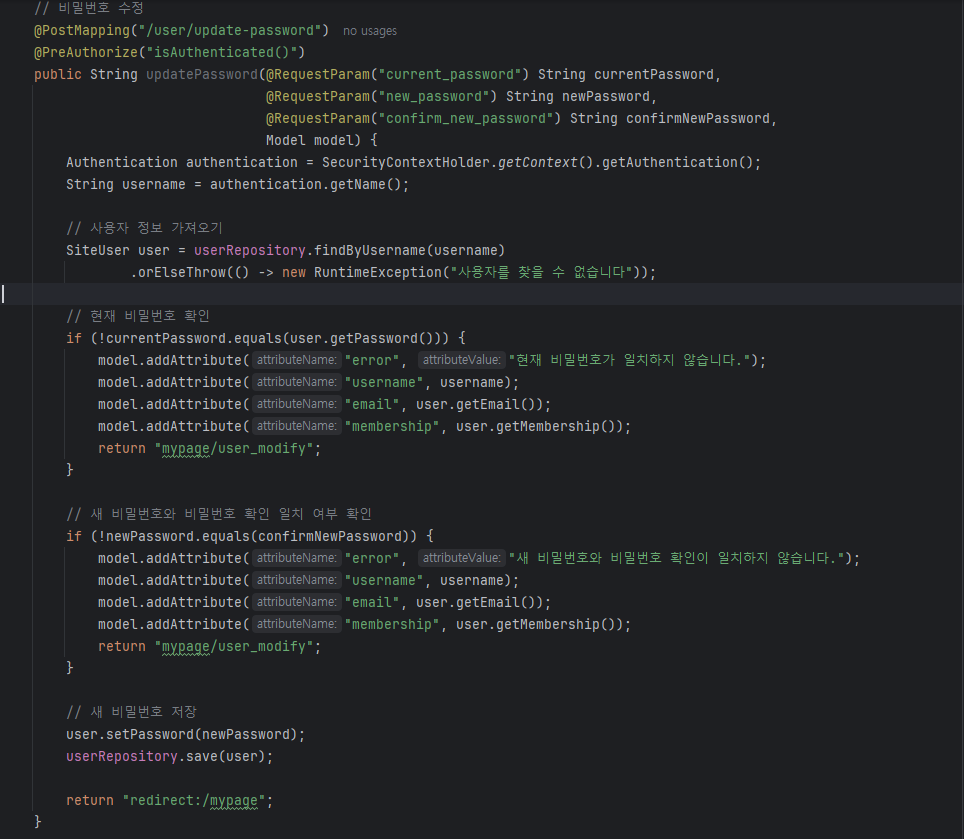 // 비밀번호 수정
@PostMapping("/user/update-password") no usages
@PreAuthorize("isAuthenticated()")
public String updatePassword(@RequestParam("current_password") String currentPassword,
@RequestParam("new_password") String newPassword,
@RequestParam("confirm_new_password") String confirmNewPassword,
Model model) {
Authentication authentication = SecurityContextHolder.getContext().getAuthentication();
String username = authentication.getName();
// 사용자 정보 가져오기
SiteUser user = userRepository.findByUsername(username)
.orElseThrow(() -> new RuntimeException("사용자를 찾을 수 없습니다"));
// 현재 비밀번호 확인
if (!currentPassword.equals(user.getPassword())) {
model.addAttribute( attributeName: "error", attributeValue: "현재 비밀번호가 일치하지 않습니다.");
model.addAttribute( attributeName: "username", username);
model.addAttribute( attributeName: "email", user.getEmail());
model.addAttribute( attributeName: "membership", user.getMembership());
return "mypage/user_modify";
}
// 새 비밀번호와 비밀번호 확인 일치 여부 확인
if (!newPassword.equals(confirmNewPassword)) {
model.addAttribute( attributeName: "error", attributeValue: "새 비밀번호와 비밀번호 확인이 일치하지 않습니다.");
model.addAttribute( attributeName: "username", username);
model.addAttribute( attributeName: "email", user.getEmail());
model.addAttribute( attributeName: "membership", user.getMembership());
return "mypage/user_modify";
}
// 새 비밀번호 저장
user.setPassword(newPassword);
userRepository.save(user);
return "redirect:/mypage";
}